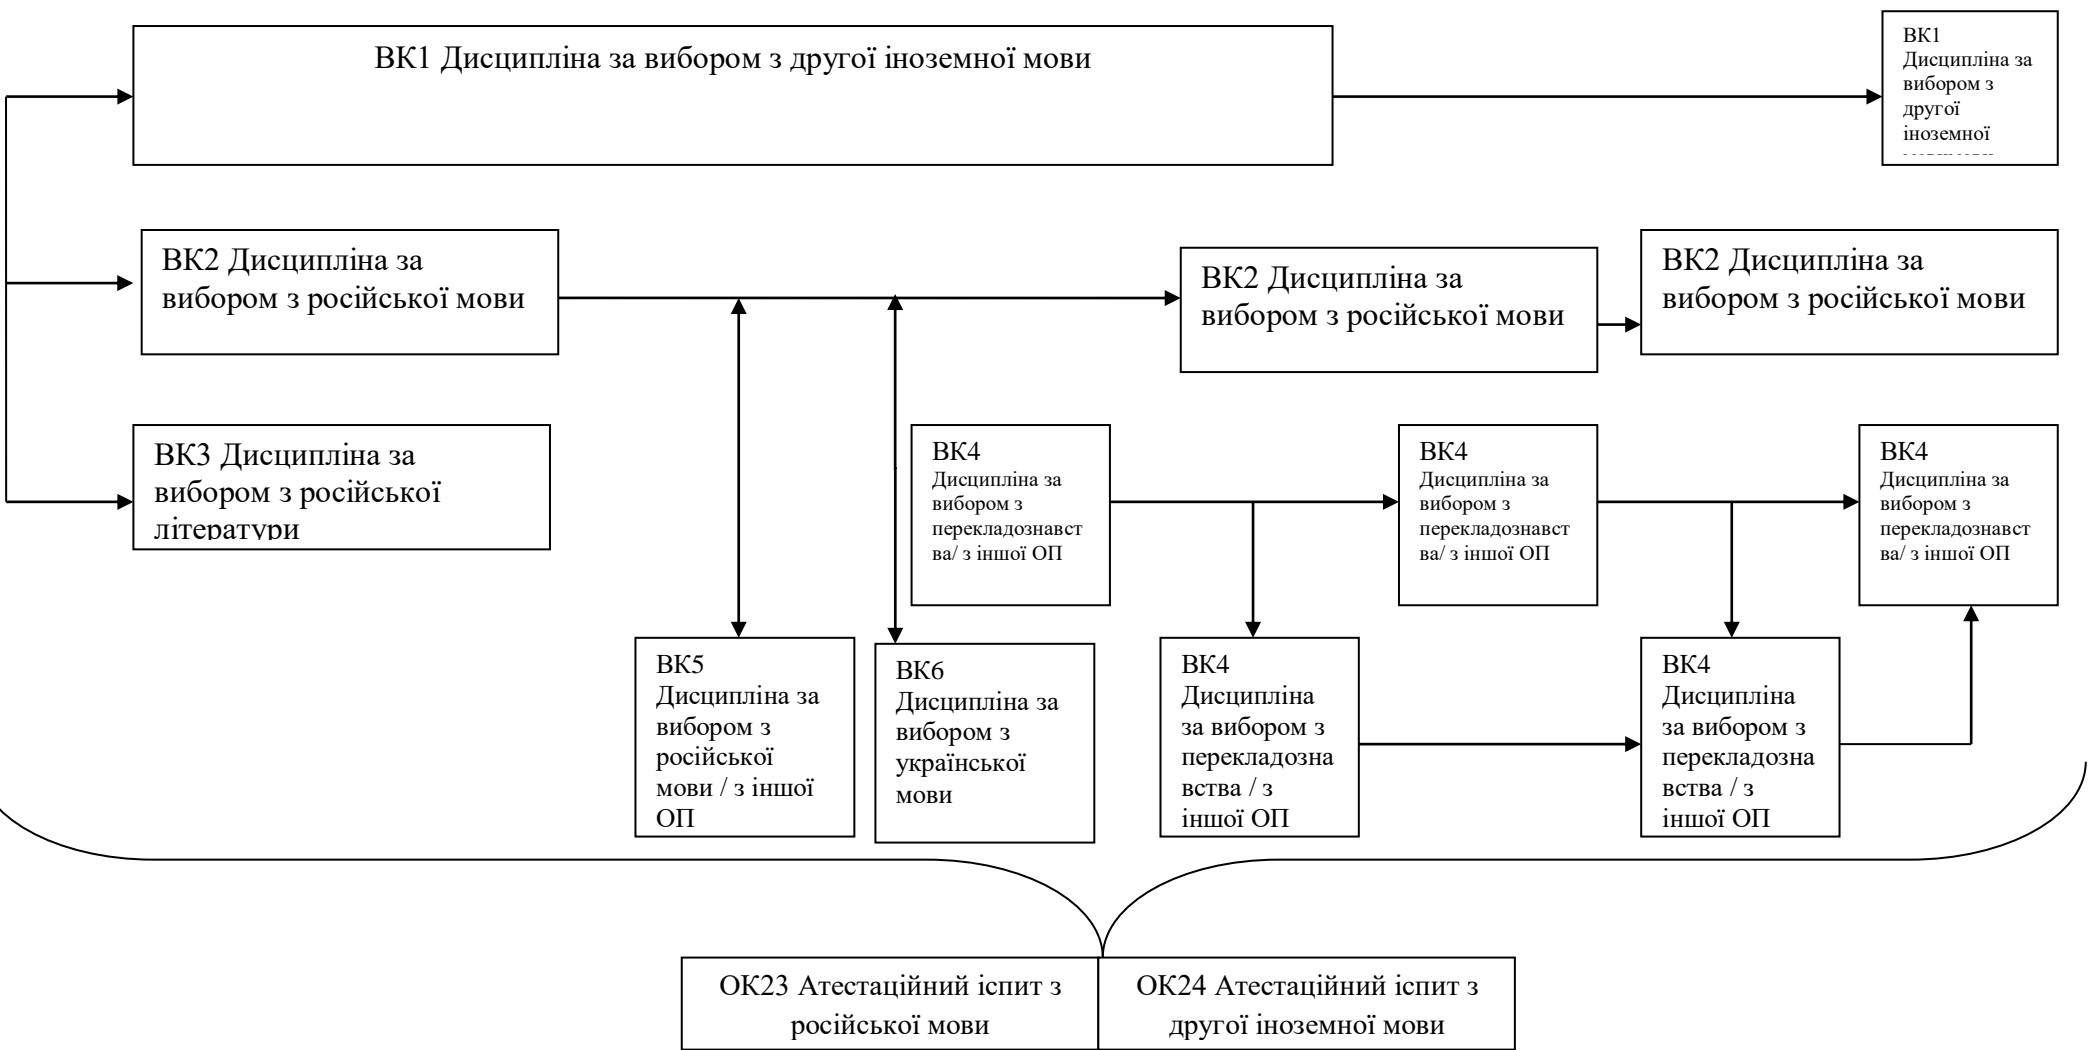 ВК1 Дисципліна за вибором з другої іноземної мови
ВК1
Дисципліна за
вибором з
другої
іноземної
ВК2 Дисципліна за
вибором з російської мови
ВК2 Дисципліна за
вибором з російської мови
ВК2 Дисципліна за
вибором з російської мови
ВК3 Дисципліна за
вибором з російської
літератури
ВК4
Дисципліна за
вибором з
перекладознавст
ва/ з іншої ОП
ВК4
Дисципліна за
вибором з
перекладознавст
ва/ з іншої ОП
ВК4
Дисципліна за
вибором з
перекладознавст
ва/ з іншої ОП
ВК5
Дисципліна за
вибором з
російської
мови / з іншої
ОП
ВК6
Дисципліна за
вибором з
української
мови
ВК4
Дисципліна
за вибором з
перекладозна
вства / з
іншої ОП
ВК4
Дисципліна
за вибором з
перекладозна
вства / з
іншої ОП
ОК23 Атестаційний іспит з
російської мови
ОК24 Атестаційний іспит з
другої іноземної мови